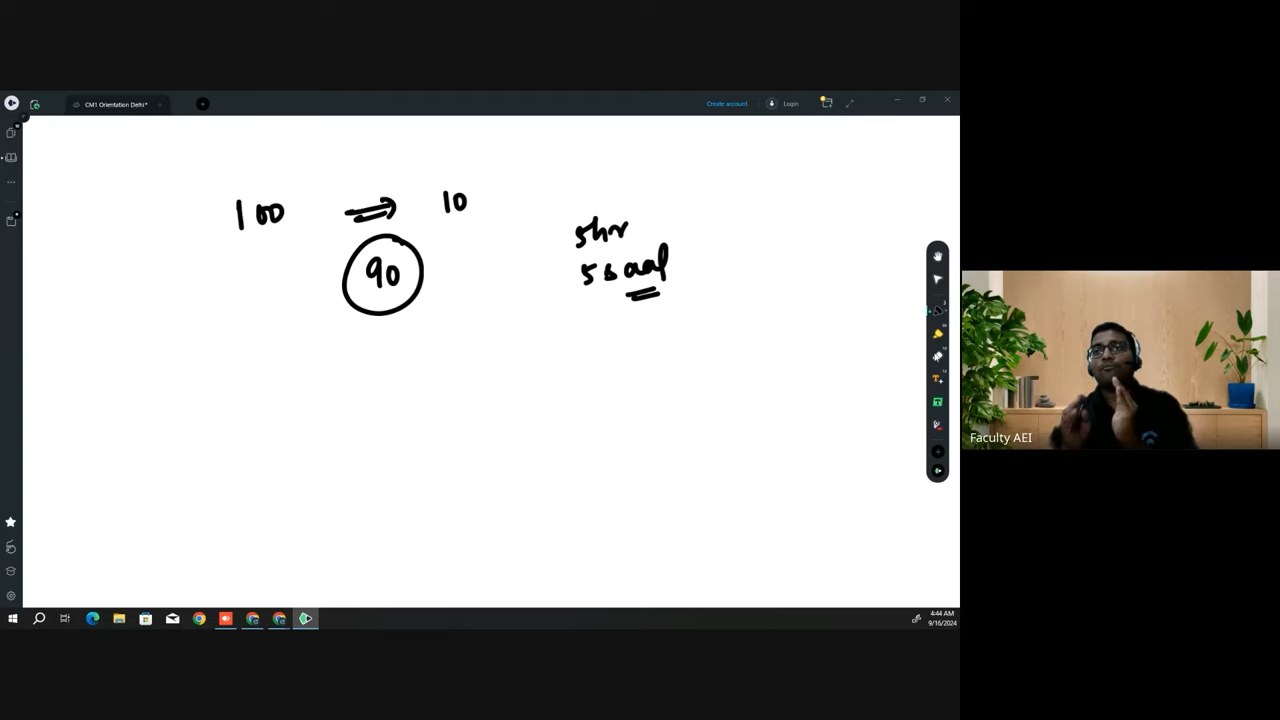 CM1 Orientation Delhi*
Create account
Login
100 ⇒ 10
90
5hr
5 saal
Faculty AEI
4:44 AM
9/16/2024